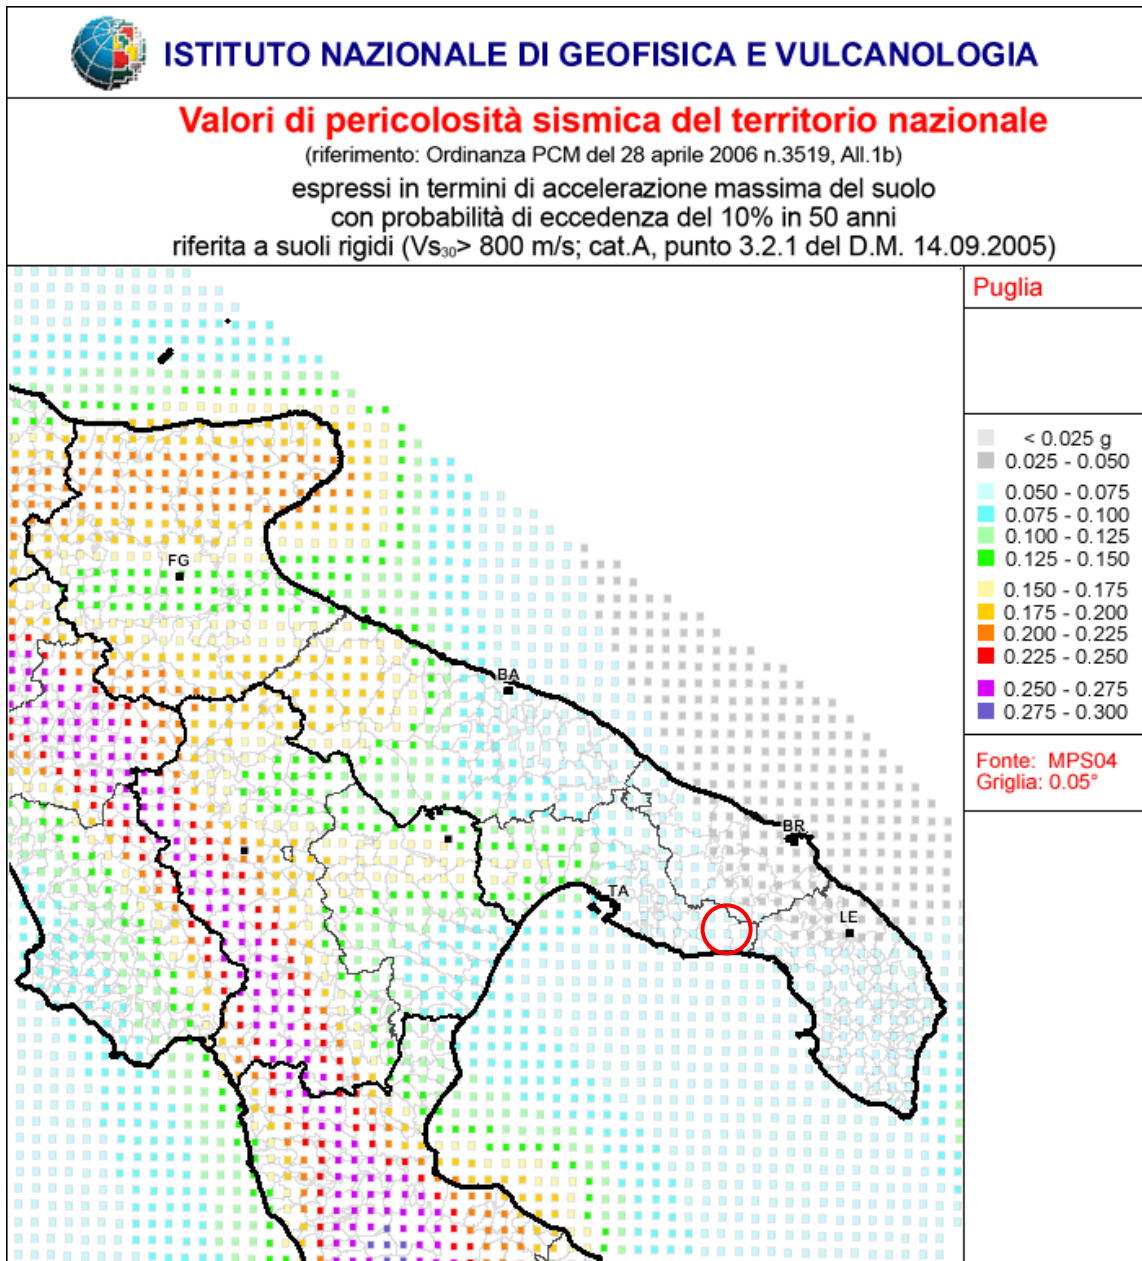 ISTITUTO NAZIONALE DI GEOFISICA E VULCANOLOGIA
Valori di pericolosità sismica del territorio nazionale
(riferimento: Ordinanza PCM del 28 aprile 2006 n.3519, All.1b)
espressi in termini di accelerazione massima del suolo
con probabilità di eccedenza del 10% in 50 anni
riferita a suoli rigidi (Vs30> 800 m/s; cat.A, punto 3.2.1 del D.M. 14.09.2005)
Puglia
< 0.025 g
0.025 - 0.050
0.050 - 0.075
0.075 - 0.100
0.100 - 0.125
0.125 - 0.150
0.150 - 0.175
0.175 - 0.200
0.200 - 0.225
0.225 - 0.250
0.250 - 0.275
0.275 - 0.300
Fonte: MPS04
Griglia: 0.05°
FG
BA
BR
TA
LE